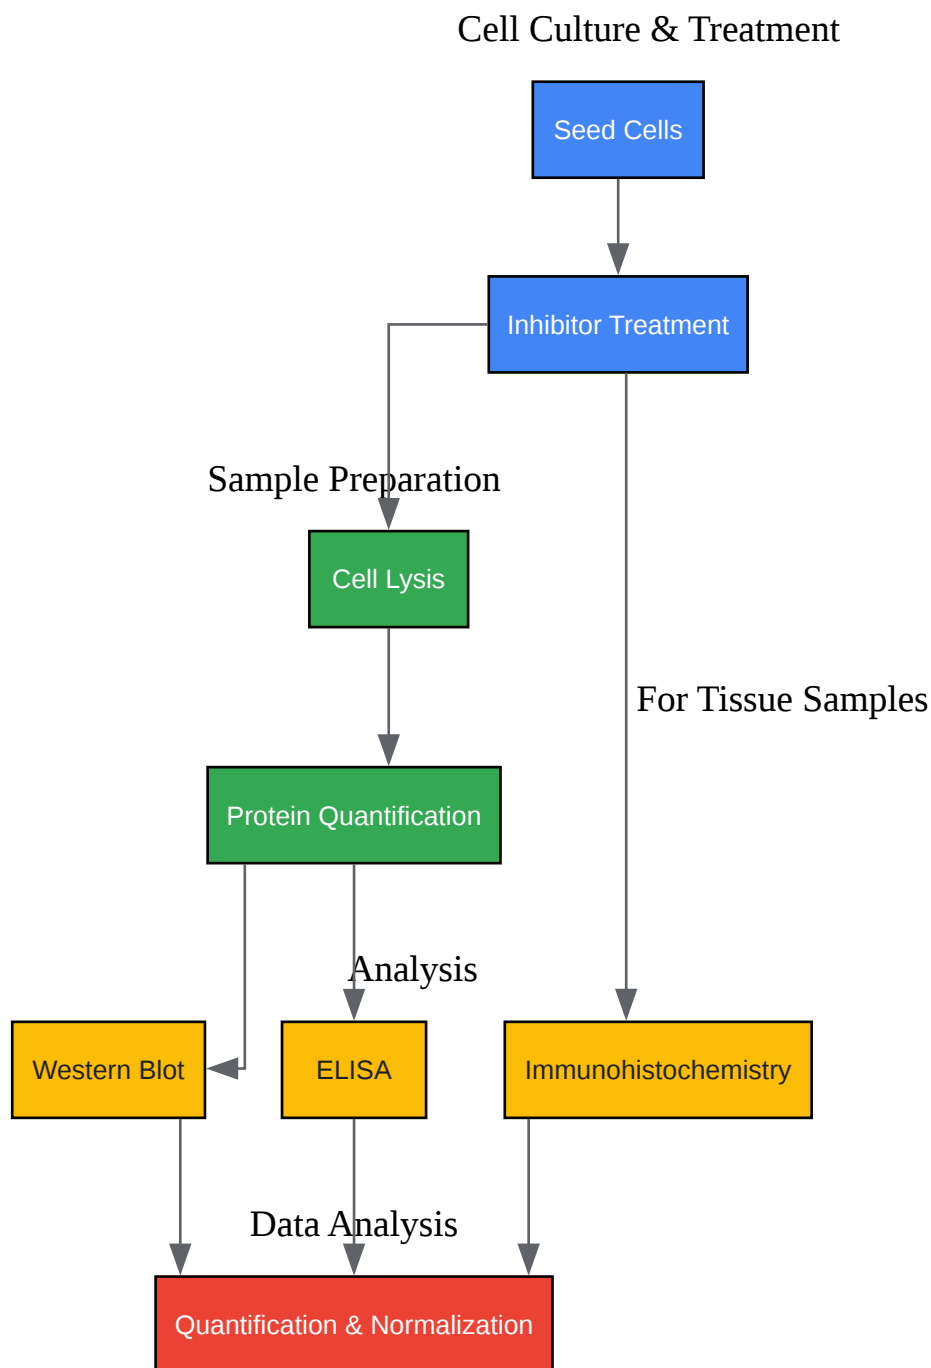 Cell Culture & Treatment
Seed Cells
Inhibitor Treatment
Sample Preparation
Cell Lysis
For Tissue Samples
Protein Quantification
Analysis
Western Blot
ELISA
Immunohistochemistry
Data Analysis
Quantification & Normalization